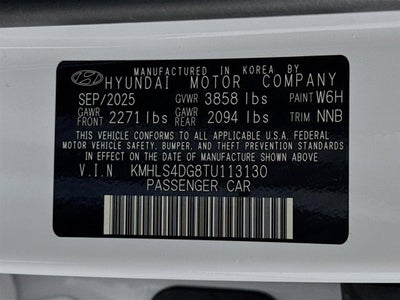 MANUFACTURED IN KOREA BY
HYUNDAI MOTOR COMPANY
SEP/2025 GVWR 3858 lbs PAINT W6H
GAWR FRONT 2271 lbs GAWR REAR 2094 lbs TRIM NNB
THIS VEHICLE CONFORMS TO ALL APPLICABLE U.S.A. FEDERAL
MOTOR VEHICLE SAFETY, BUMPER, AND THEFT PREVENTION
STANDARDS IN EFFECT ON THE DATE OF MANUFACTURE SHOWN ABOVE.
V.I.N KMHLS4DG8TU113130
PASSENGER CAR